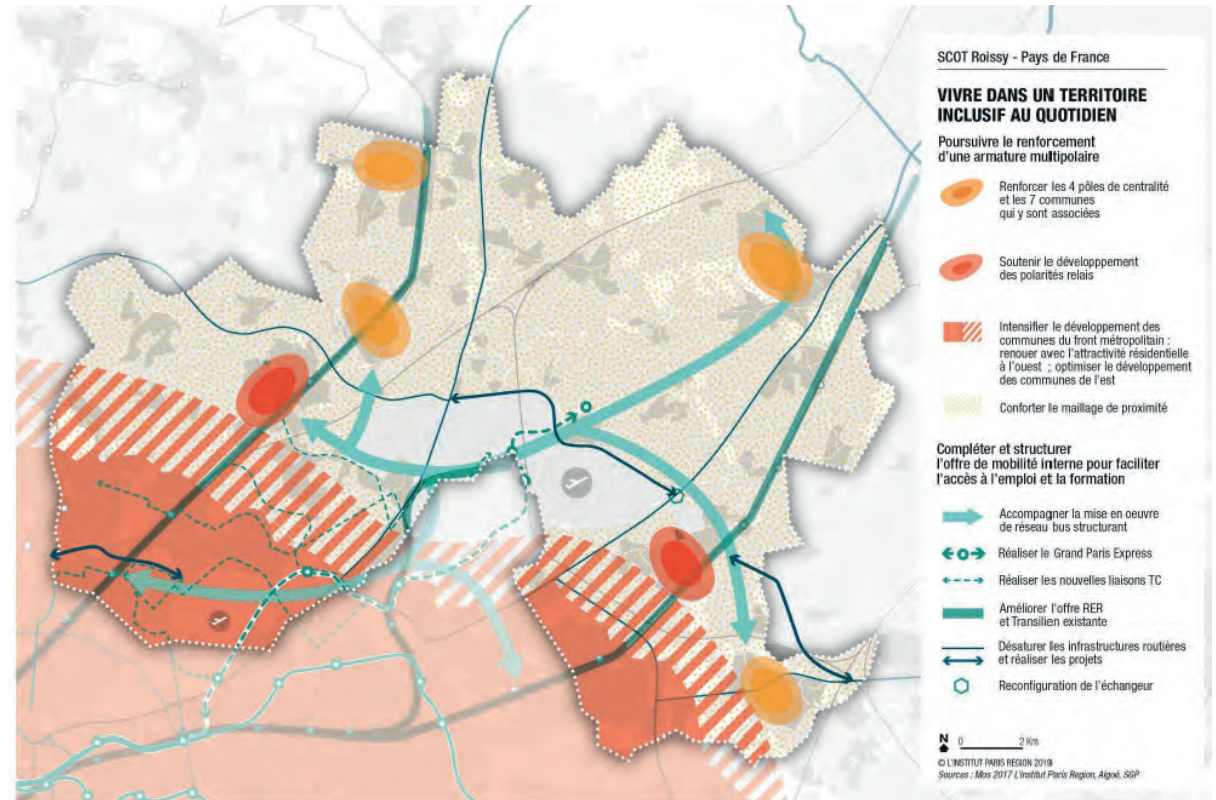 SCOT Roissy - Pays de France
VIVRE DANS UN TERRITOIRE
INCLUSIF AU QUOTIDIEN
Poursuivre le renforcement
d'une armature multipolaire
Renforcer les 4 pôles de centralité
et les 7 communes
qui y sont associées
Soutenir le développpement
des polarités relais
Intensifier le développement des
communes du front métropolitain :
renouer avec l'attractivité résidentielle
à l'ouest ; optimiser le développement
des communes de l'est
Conforter le maillage de proximité
Compléter et structurer
l'offre de mobilité interne pour faciliter
l'accès à l'emploi et la formation
Accompagner la mise en oeuvre
de réseau bus structurant
Réaliser le Grand Paris Express
Réaliser les nouvelles liaisons TC
Améliorer l'offre RER
et Transilien existante
Désaturer les infrastructures routières
et réaliser les projets
Reconfiguration de l'échangeur
N 0 2 Km
© L'INSTITUT PARIS REGION 2019
Sources : Mos 2017 L'Institut Paris Region, Algoé, SGP